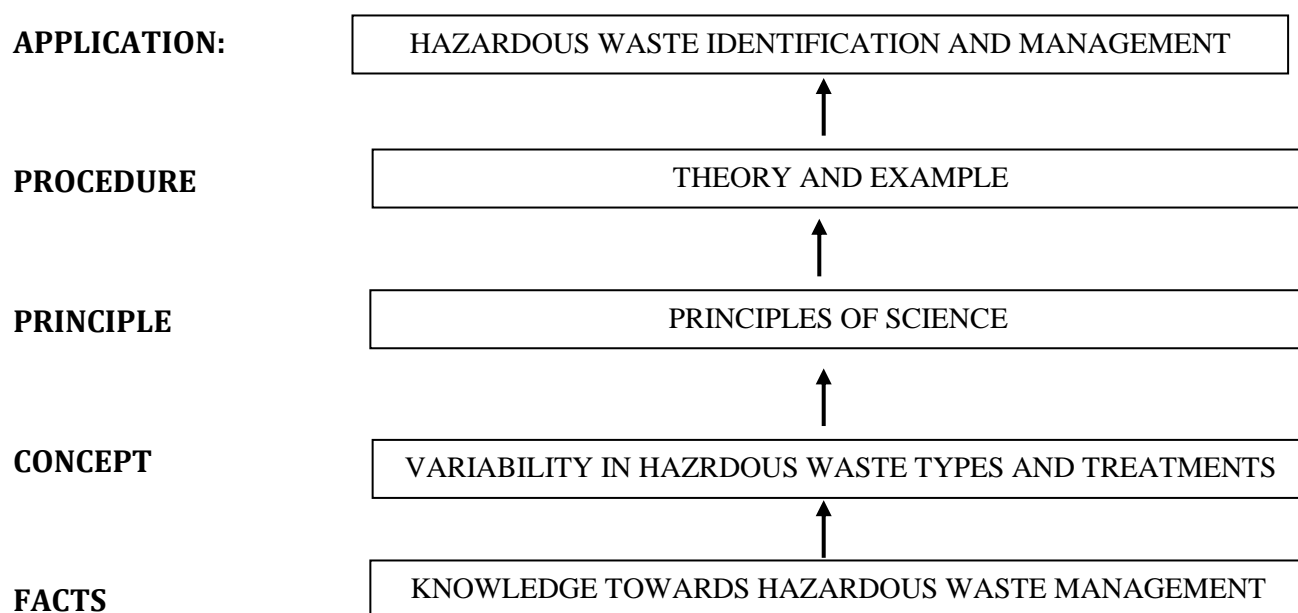 APPLICATION: HAZARDOUS WASTE IDENTIFICATION AND MANAGEMENT
PROCEDURE THEORY AND EXAMPLE
PRINCIPLE PRINCIPLES OF SCIENCE
CONCEPT VARIABILITY IN HAZRDOUS WASTE TYPES AND TREATMENTS
FACTS KNOWLEDGE TOWARDS HAZARDOUS WASTE MANAGEMENT